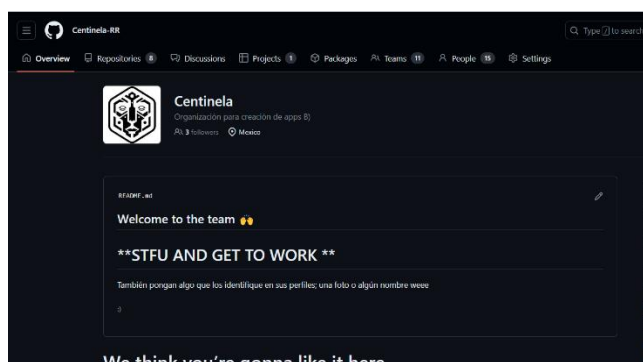 Centinela-RR
Type / to search
Overview Repositories 8 Discussions Projects 1 Packages Teams 11 People 15 Settings
Centinela
Organización para creación de apps 8)
3 followers Mexico
README.md
Welcome to the team 🙌
**STFU AND GET TO WORK **
También pongan algo que los identifique en sus perfiles; una foto o algún nombre weee
We think you're gonna like it here